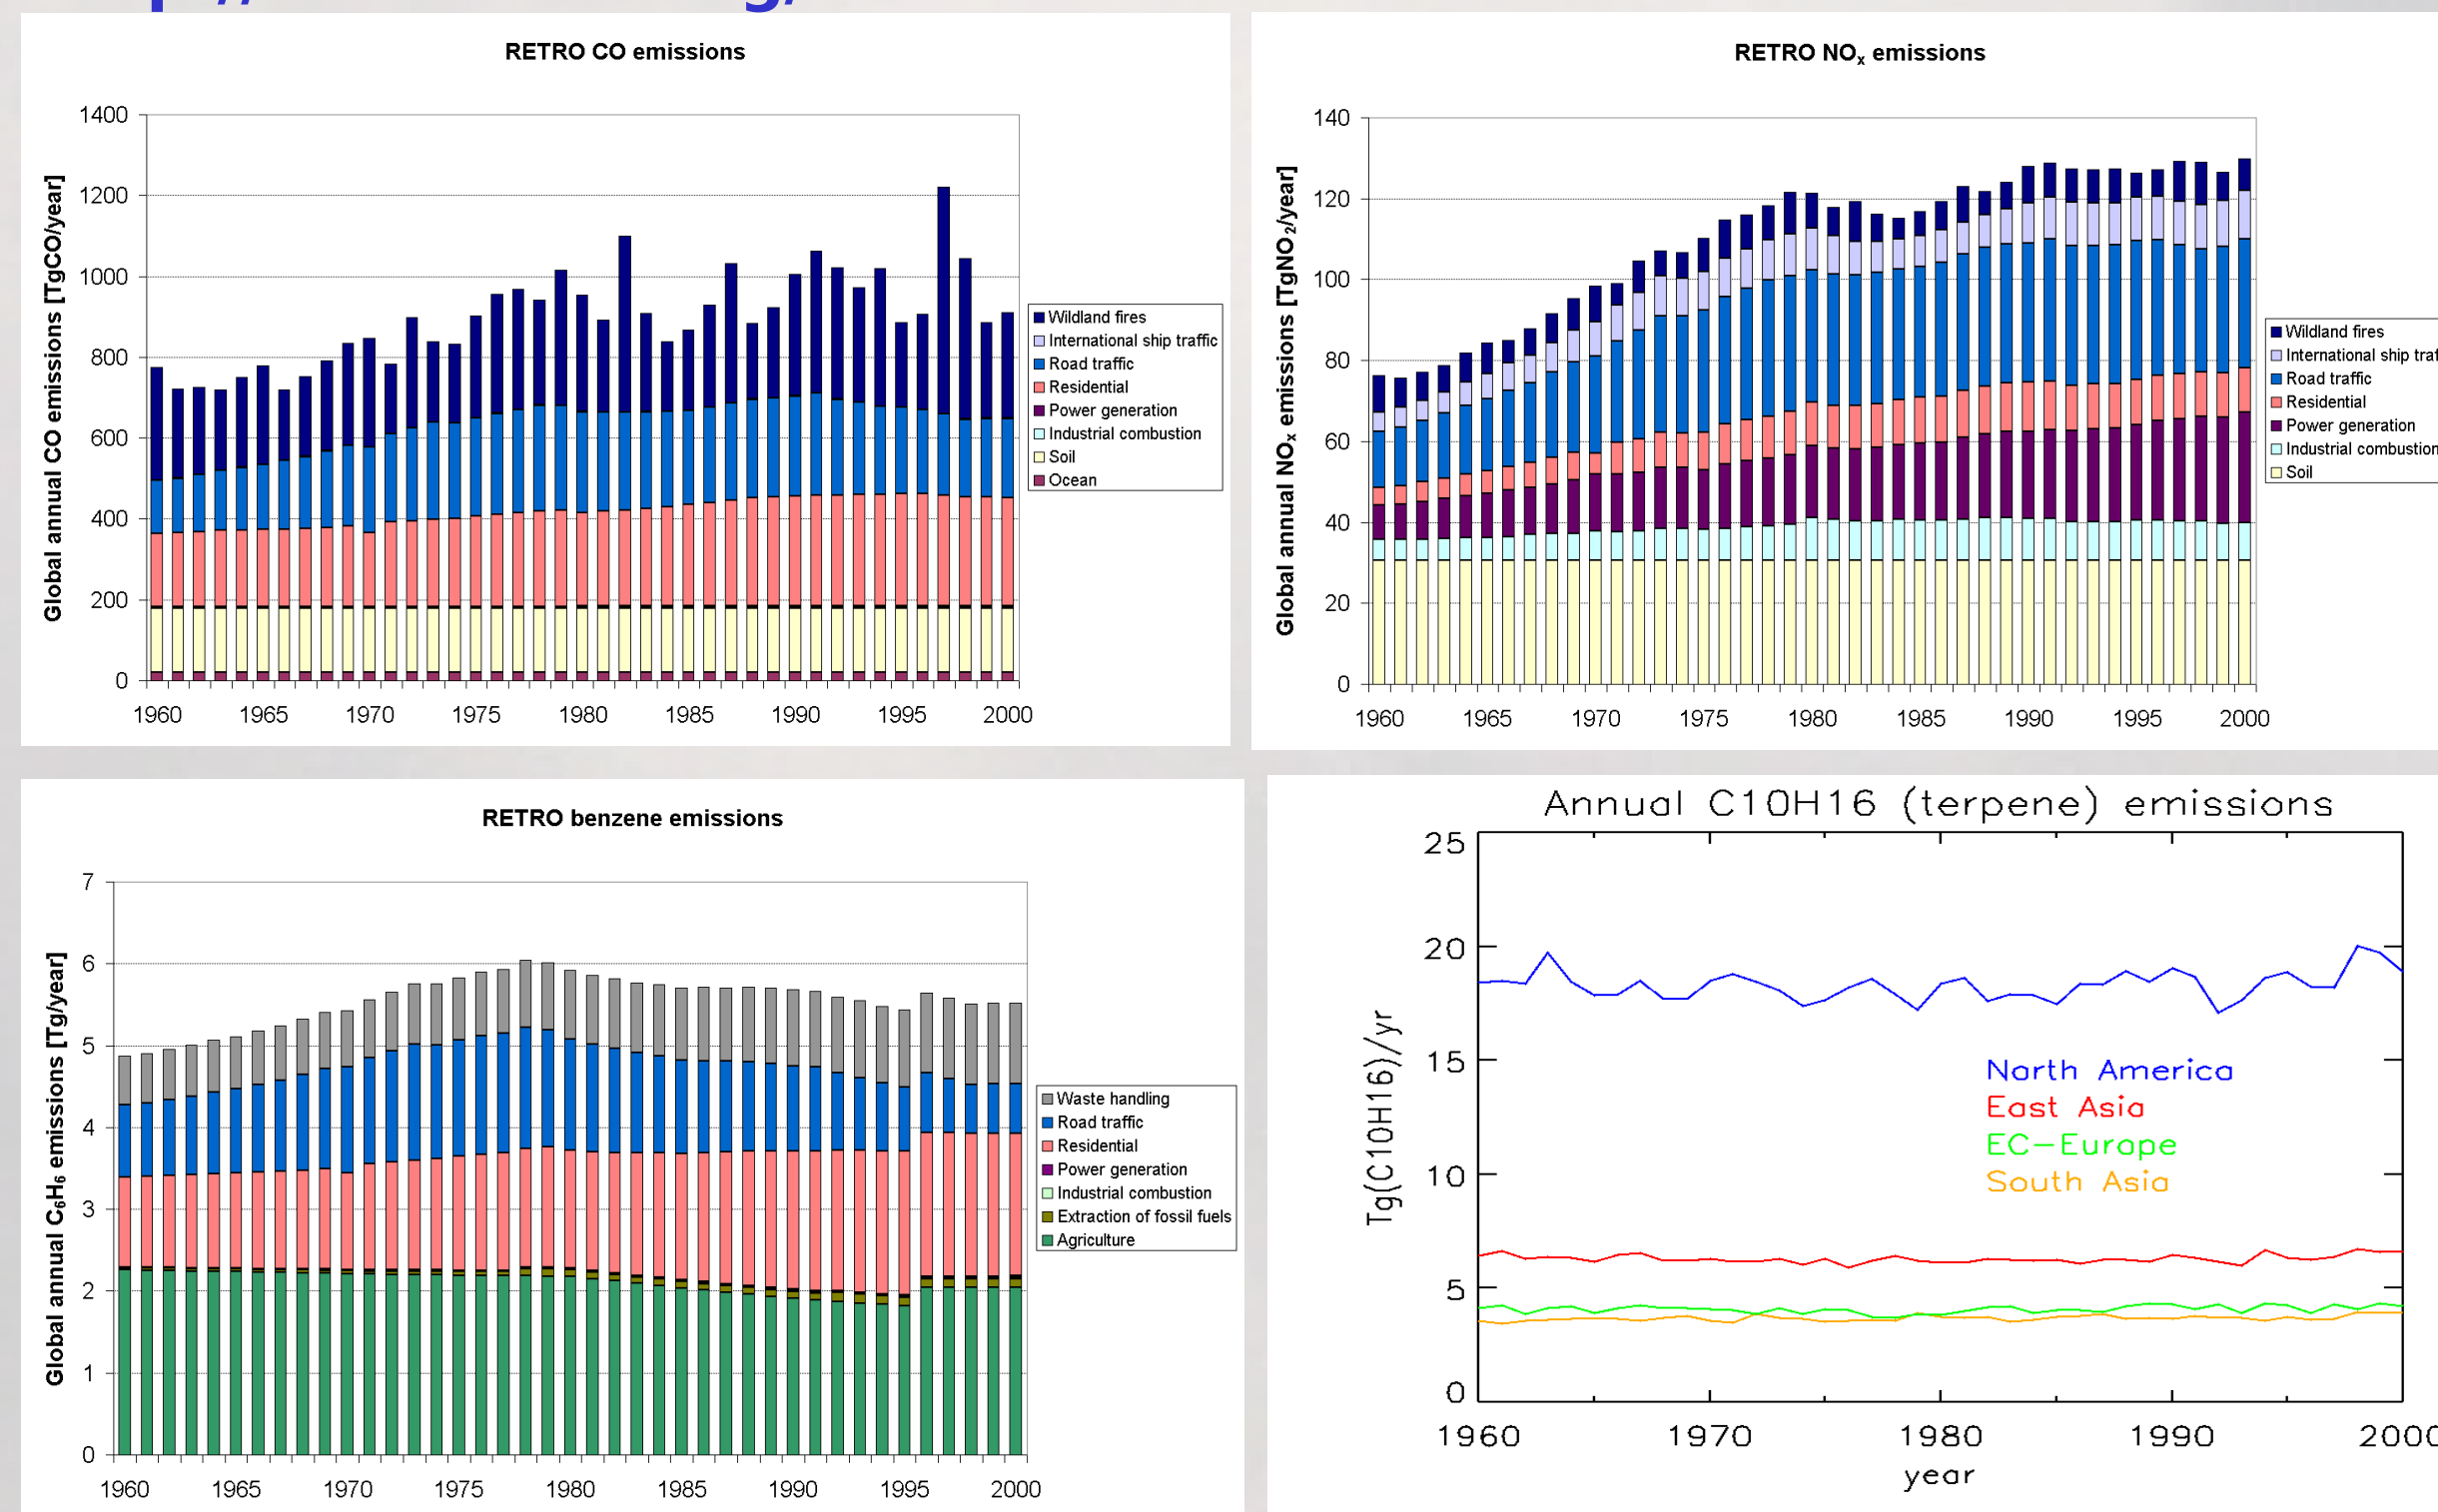 RETRO CO emissions
Global annual CO emissions [TgCO/year]
1400
1200
1000
800
600
400
200
0
1960 1965 1970 1975 1980 1985 1990 1995 2000
Wildland fires
International ship traffic
Road traffic
Residential
Power generation
Industrial combustion
Soil
Ocean
RETRO NOx emissions
Global annual NOx emissions [TgNO2/year]
140
120
100
80
60
40
20
0
1960 1965 1970 1975 1980 1985 1990 1995 2000
Wildland fires
International ship traf
Road traffic
Residential
Power generation
Industrial combustion
Soil
RETRO benzene emissions
Global annual C6H6 emissions [Tg/year]
7
6
5
4
3
2
1
0
1960 1965 1970 1975 1980 1985 1990 1995 2000
Waste handling
Road traffic
Residential
Power generation
Industrial combustion
Extraction of fossil fuels
Agriculture
Annual C10H16 (terpene) emissions
Tg(C10H16)/yr
25
20
15
10
5
0
North America
East Asia
EC-Europe
South Asia
1960 1970 1980 1990 2000
year